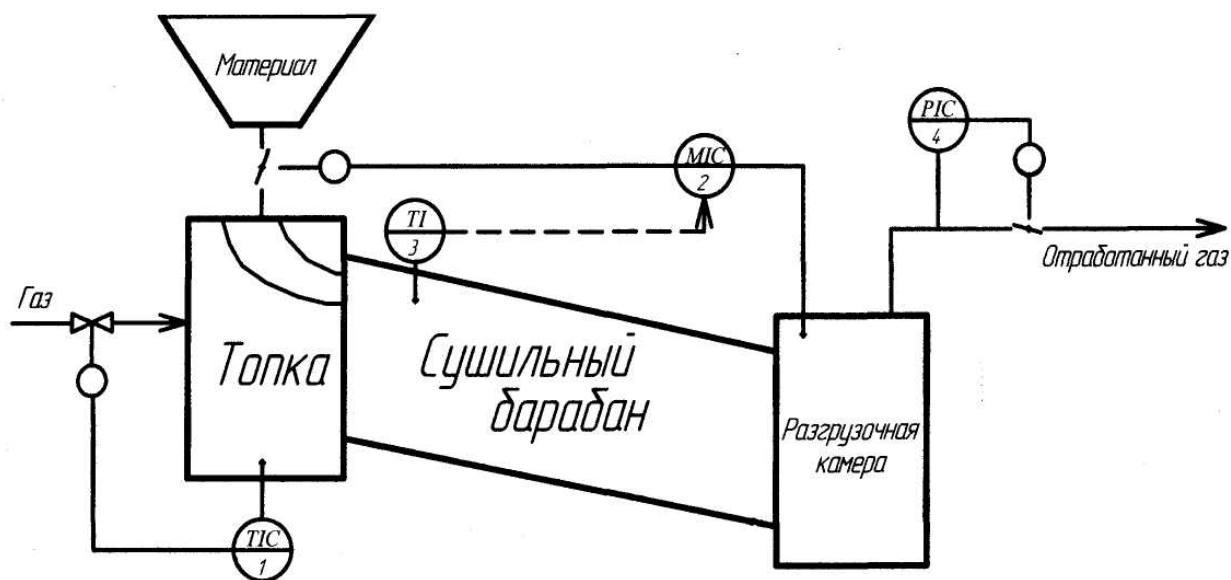 Материал
PIC
4
MIC
2
TI
3
Отработанный газ
Газ
Топка
Сушильный
барабан
Разгрузочная
камера
TIC
1